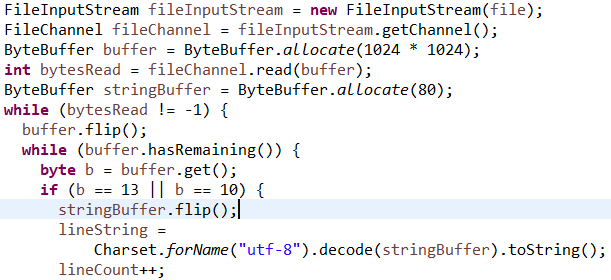 FileInputStream fileInputStream = new FileInputStream(file);
FileChannel fileChannel = fileInputStream.getChannel();
ByteBuffer buffer = ByteBuffer.allocate(1024 * 1024);
int bytesRead = fileChannel.read(buffer);
ByteBuffer stringBuffer = ByteBuffer.allocate(80);
while (bytesRead != -1) {
  buffer.flip();
  while (buffer.hasRemaining()) {
    byte b = buffer.get();
    if (b == 13 || b == 10) {
      stringBuffer.flip();
      lineString =
          Charset.forName("utf-8").decode(stringBuffer).toString();
      lineCount++;